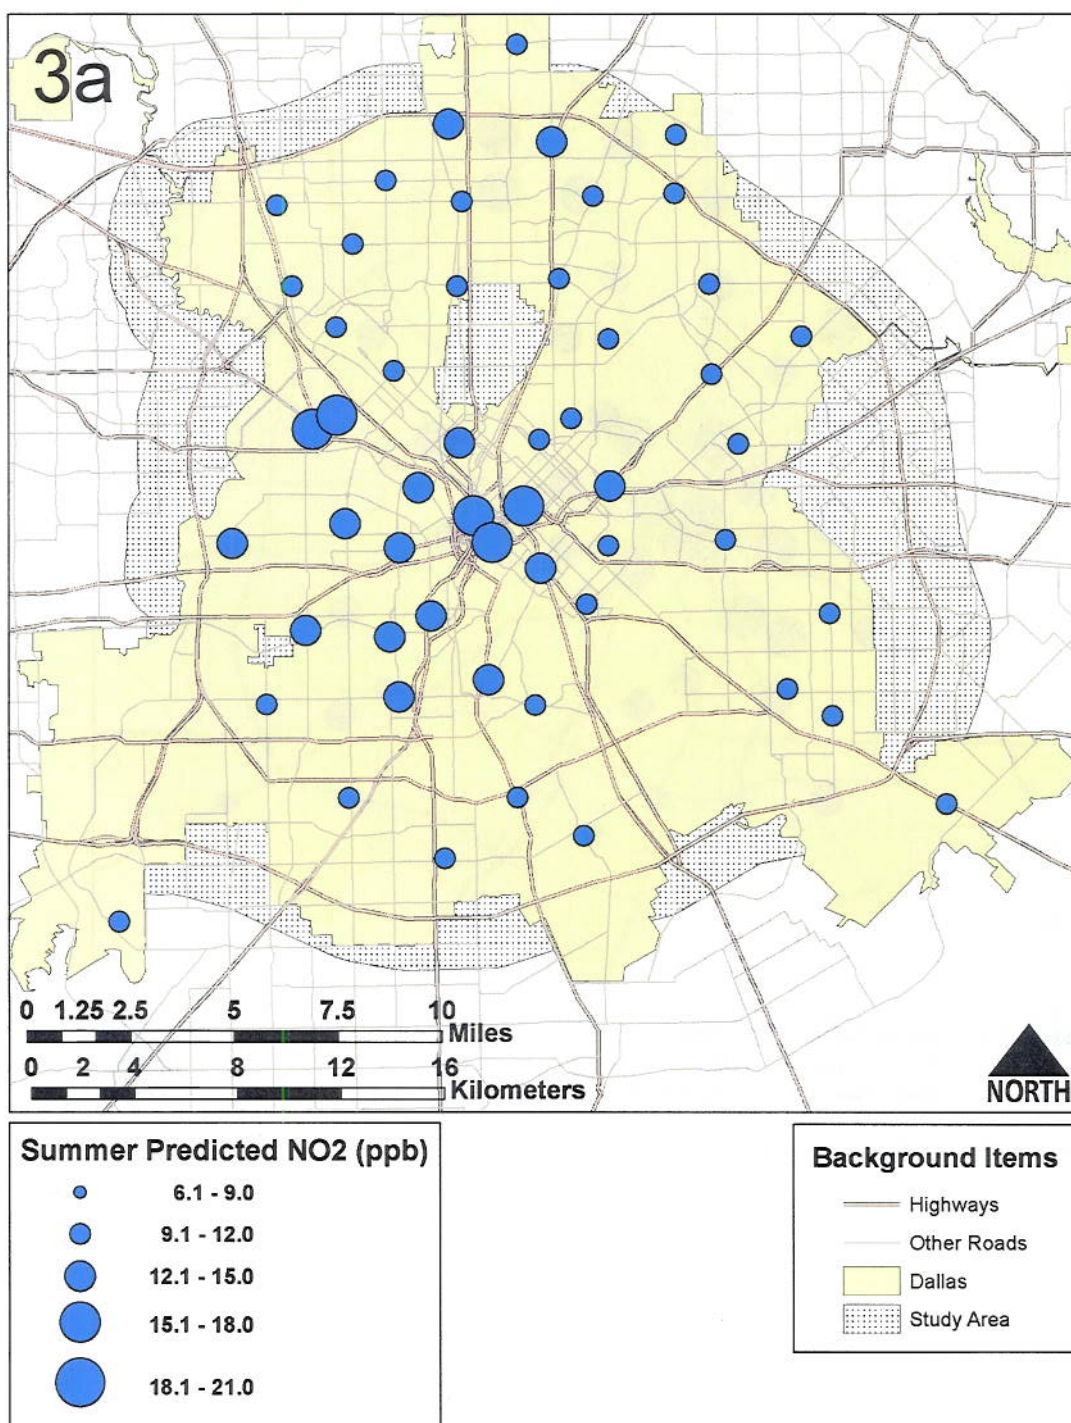 3a
0 1.25 2.5 5 7.5 10
Miles
0 2 4 8 12 16
Kilometers
NORTH
Summer Predicted NO2 (ppb)
6.1 - 9.0
9.1 - 12.0
12.1 - 15.0
15.1 - 18.0
18.1 - 21.0
Background Items
Highways
Other Roads
Dallas
Study Area